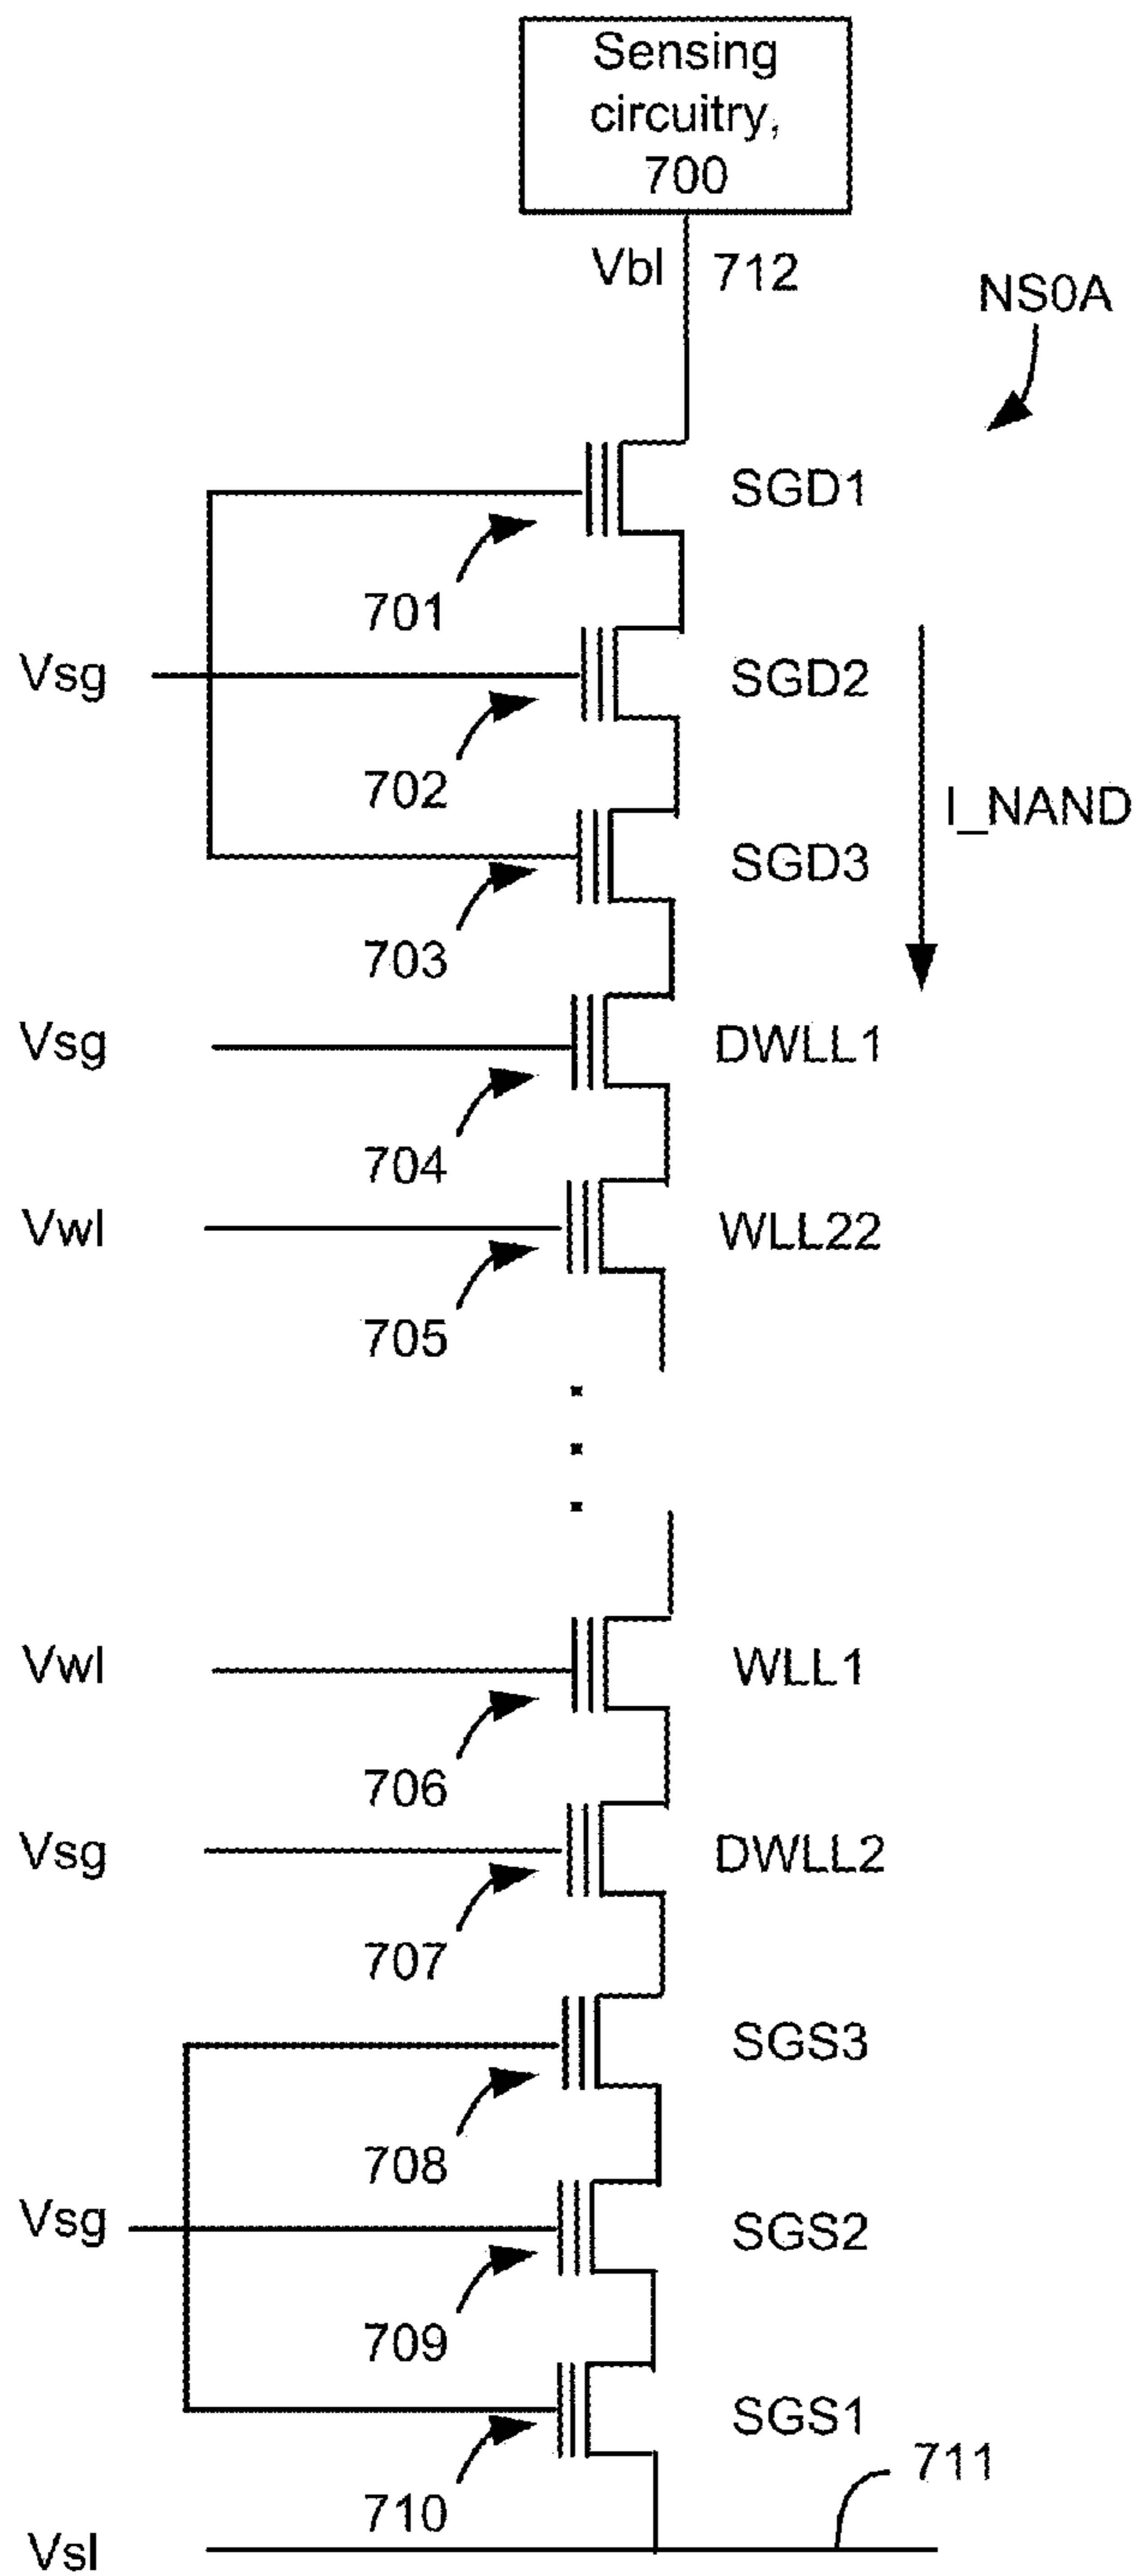 Sensing
circuitry,
700
Vbl 712
NS0A
SGD1
701
Vsg
SGD2
702
I_NAND
SGD3
703
Vsg
DWLL1
704
Vwl
WLL22
705
Vwl
WLL1
706
Vsg
DWLL2
707
SGS3
708
Vsg
SGS2
709
SGS1
711
710
Vsl